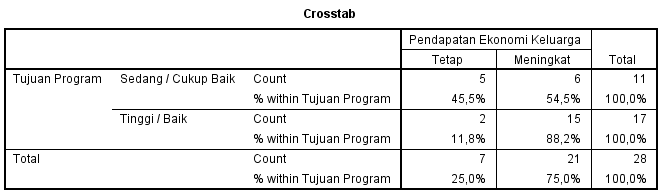 Crosstab
Pendapatan Ekonomi Keluarga
Tetap Meningkat Total
Tujuan Program Sedang / Cukup Baik Count 5 6 11
% within Tujuan Program 45,5% 54,5% 100,0%
Tinggi / Baik Count 2 15 17
% within Tujuan Program 11,8% 88,2% 100,0%
Total Count 7 21 28
% within Tujuan Program 25,0% 75,0% 100,0%